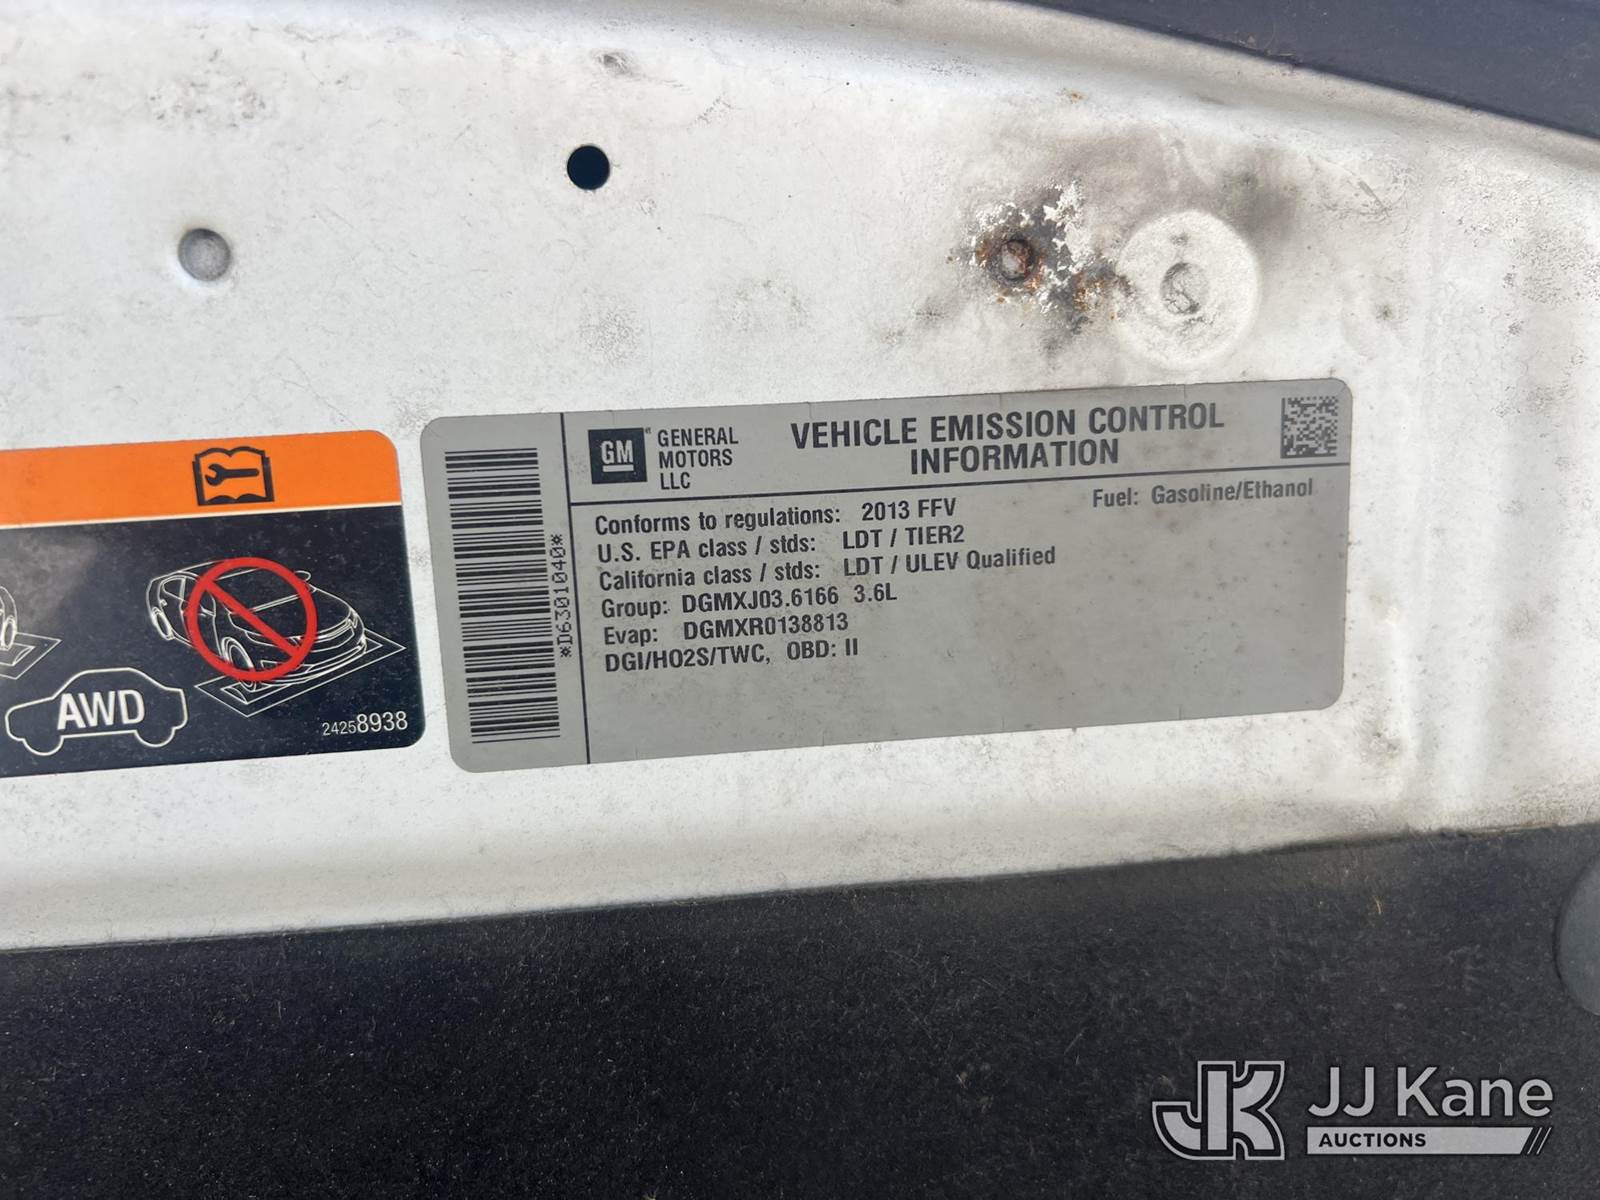 AWD
24258938
*D6301040*
GM
GENERAL
MOTORS
LLC
VEHICLE EMISSION CONTROL
INFORMATION
Fuel: Gasoline/Ethanol
Conforms to regulations: 2013 FFV
U.S. EPA class / stds: LDT / TIER2
California class / stds: LDT / ULEV Qualified
Group: DGMXJ03.6166 3.6L
Evap: DGMXR0138813
DGI/HO2S/TWC, OBD: II
JK
JJ Kane
AUCTIONS